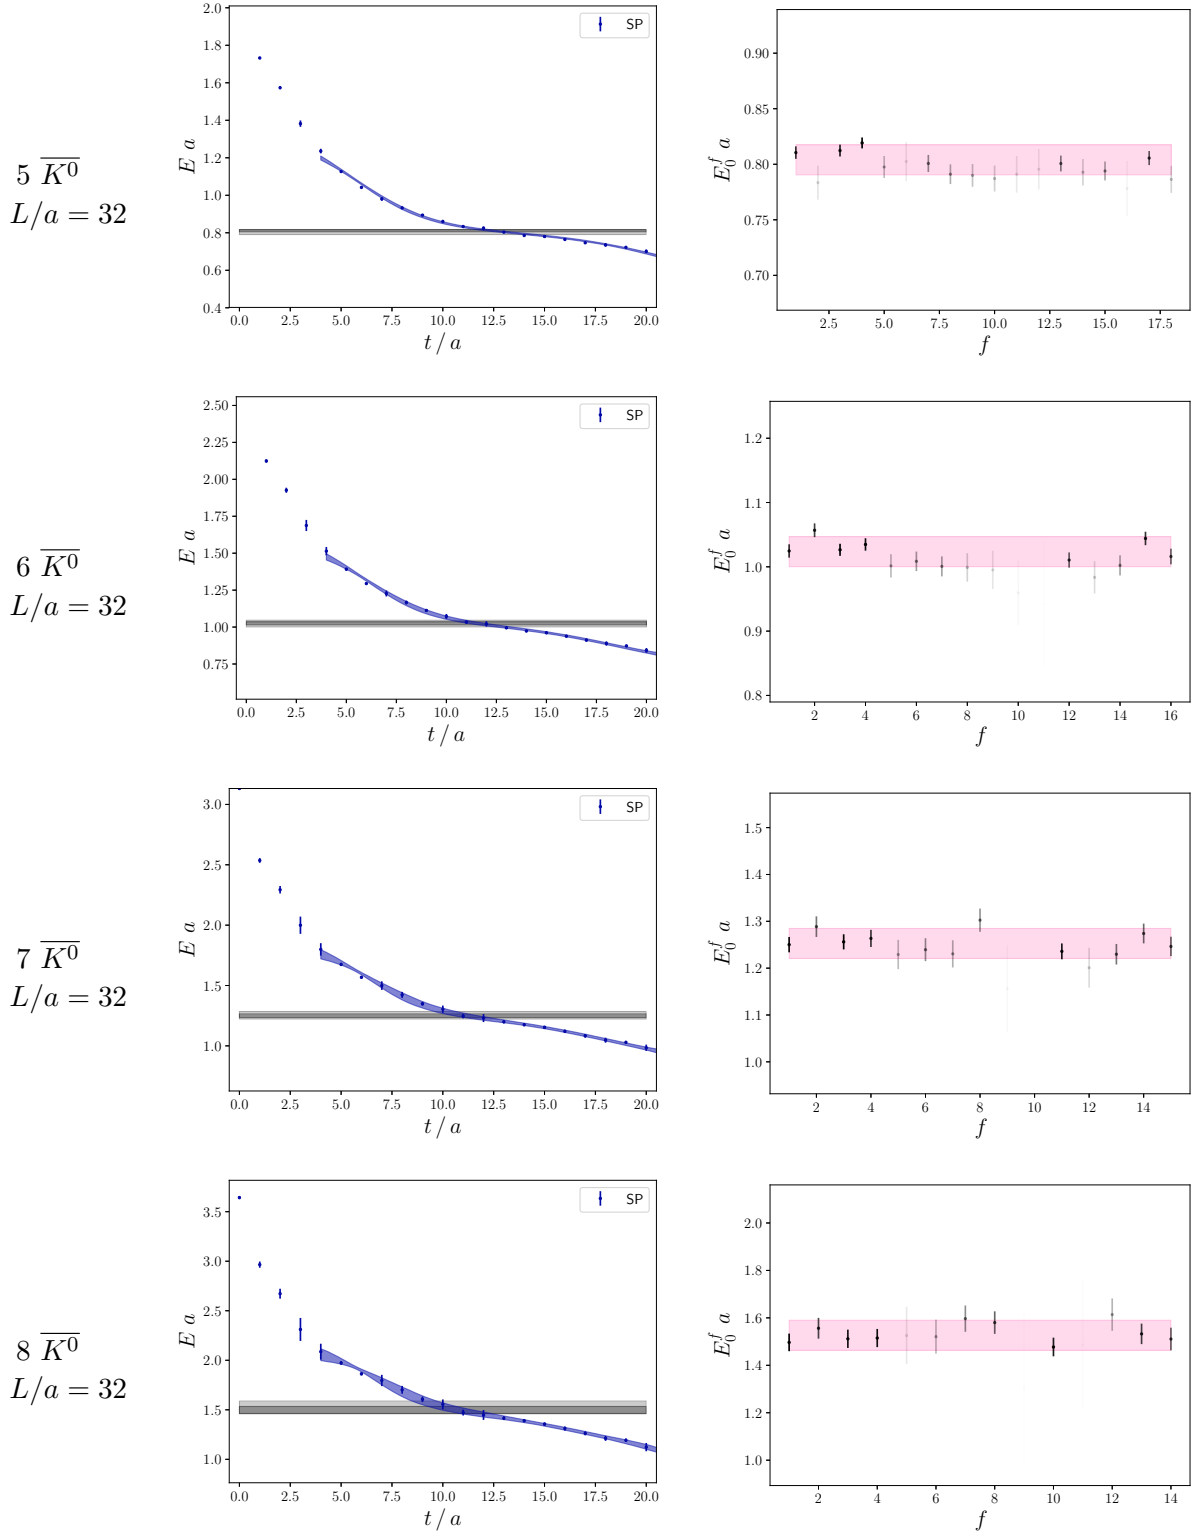 5 $\overline{K^0}$
L/a = 32
2.0
1.8
1.6
1.4
1.2
1.0
0.8
0.6
0.4
E a
SP
0.0 2.5 5.0 7.5 10.0 12.5 15.0 17.5 20.0
t / a
0.90
0.85
0.80
0.75
0.70
$E_0^f$ a
2.5 5.0 7.5 10.0 12.5 15.0 17.5
f
6 $\overline{K^0}$
L/a = 32
2.50
2.25
2.00
1.75
1.50
1.25
1.00
0.75
E a
SP
0.0 2.5 5.0 7.5 10.0 12.5 15.0 17.5 20.0
t / a
1.2
1.1
1.0
0.9
0.8
$E_0^f$ a
2 4 6 8 10 12 14 16
f
7 $\overline{K^0}$
L/a = 32
3.0
2.5
2.0
1.5
1.0
E a
SP
0.0 2.5 5.0 7.5 10.0 12.5 15.0 17.5 20.0
t / a
1.5
1.4
1.3
1.2
1.1
1.0
$E_0^f$ a
2 4 6 8 10 12 14
f
8 $\overline{K^0}$
L/a = 32
3.5
3.0
2.5
2.0
1.5
1.0
E a
SP
0.0 2.5 5.0 7.5 10.0 12.5 15.0 17.5 20.0
t / a
2.0
1.8
1.6
1.4
1.2
1.0
$E_0^f$ a
2 4 6 8 10 12 14
f